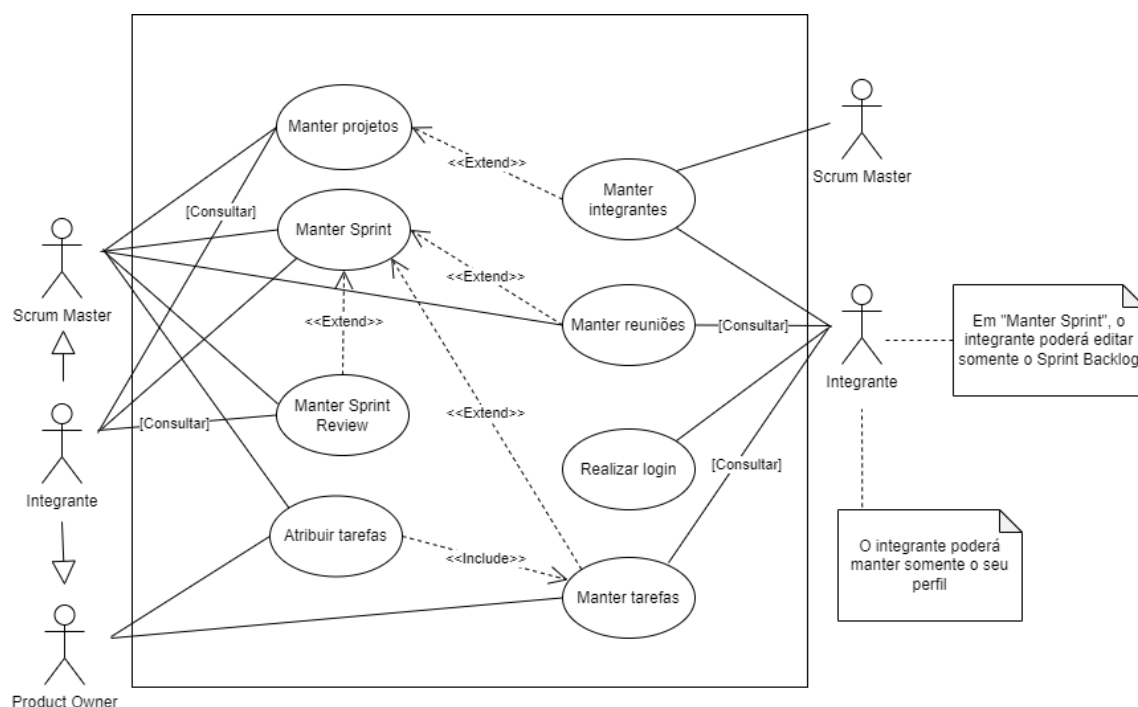 Manter projetos
<<Extend>>
Scrum Master
Manter
integrantes
[Consultar]
Manter Sprint
Scrum Master
<<Extend>>
<<Extend>>
Manter reuniões
[Consultar]
Em "Manter Sprint", o
integrante poderá editar
somente o Sprint Backlog
Integrante
Manter Sprint
Review
[Consultar]
<<Extend>>
Realizar login
[Consultar]
Integrante
Atribuir tarefas
<<Include>>
O integrante poderá
manter somente o seu
perfil
Manter tarefas
Product Owner